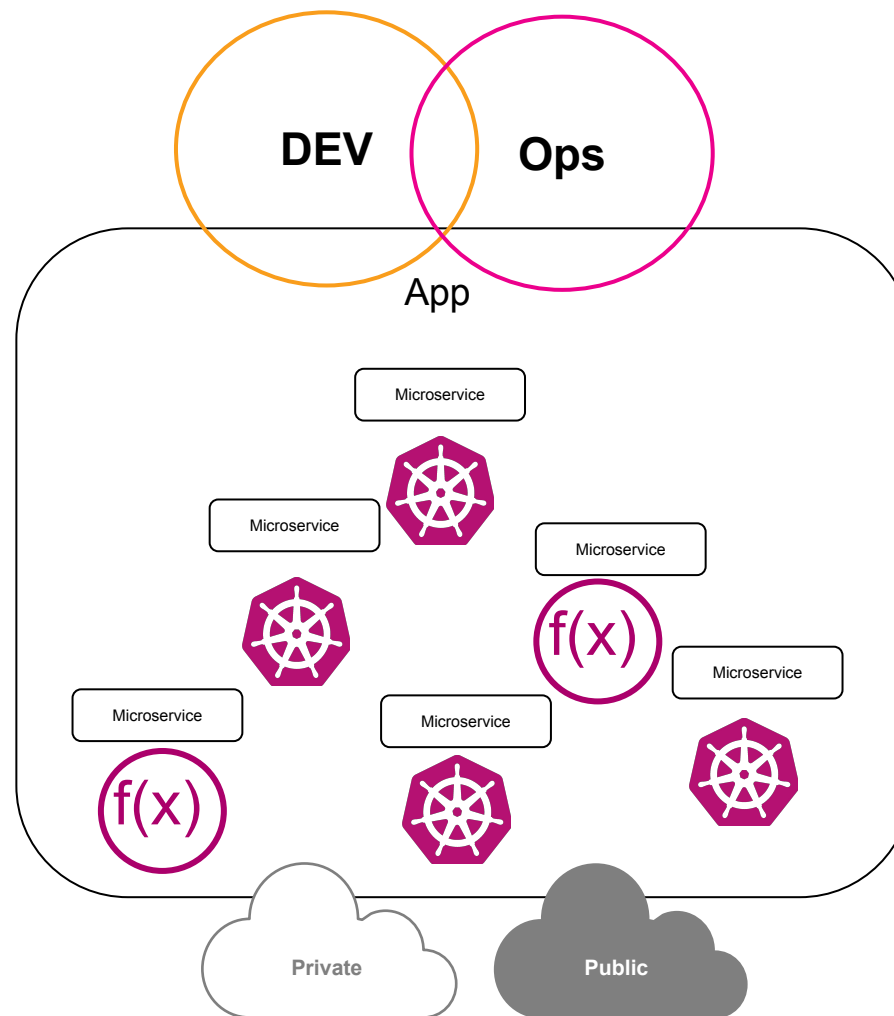 DEV
Ops
App
Microservice
Microservice
Microservice
f(x)
Microservice
Microservice
Microservice
f(x)
Private
Public